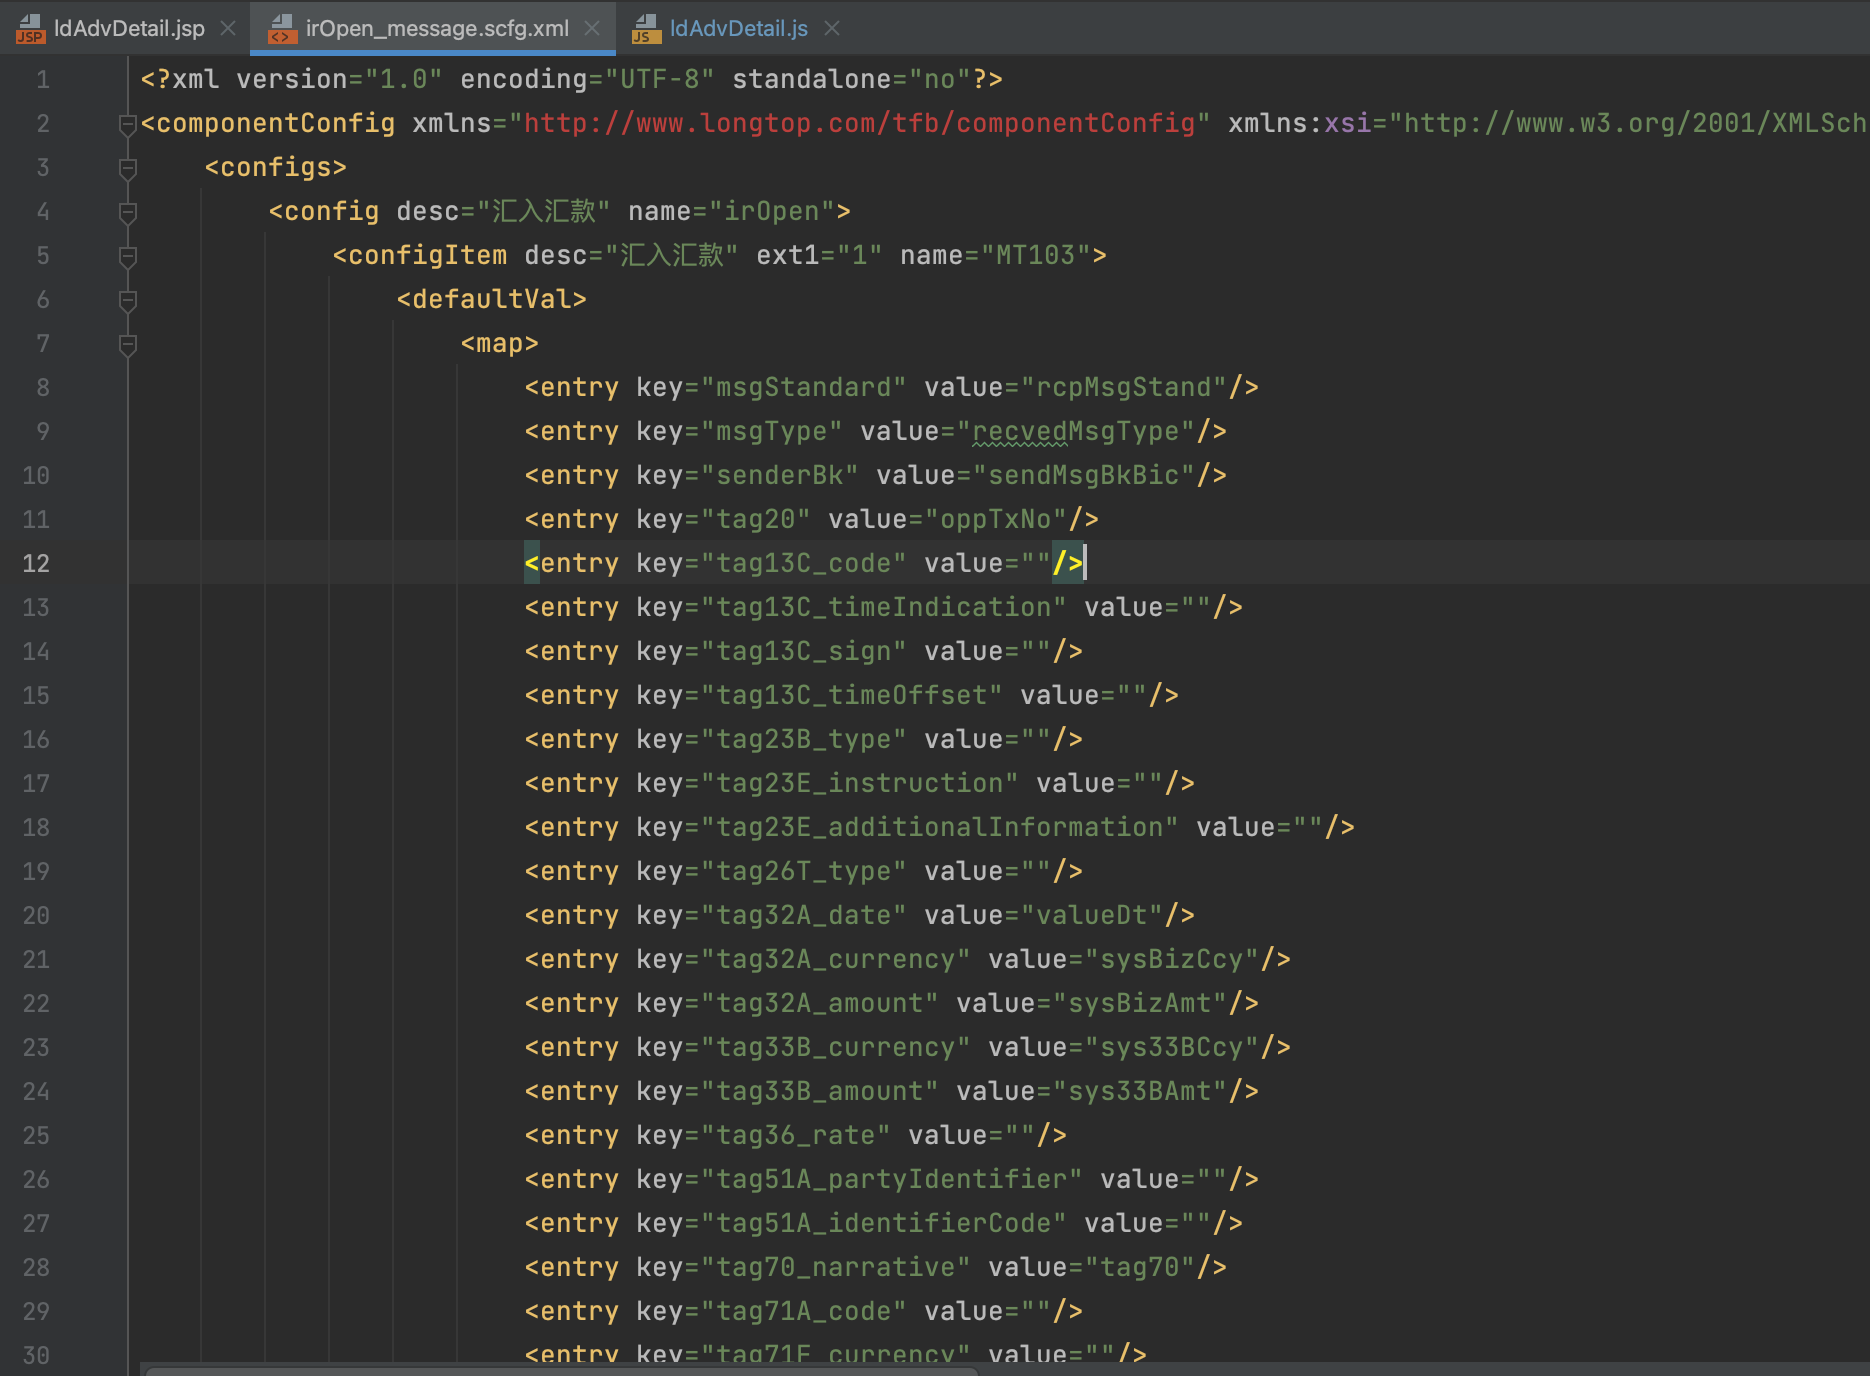 JSP ldAdvDetail.jsp <> irOpen_message.scfg.xml JS ldAdvDetail.js
1 <?xml version="1.0" encoding="UTF-8" standalone="no"?>
2 <componentConfig xmlns="http://www.longtop.com/tfb/componentConfig" xmlns:xsi="http://www.w3.org/2001/XMLSch
3 <configs>
4 <config desc="汇入汇款" name="irOpen">
5 <configItem desc="汇入汇款" ext1="1" name="MT103">
6 <defaultVal>
7 <map>
8 <entry key="msgStandard" value="rcpMsgStand"/>
9 <entry key="msgType" value="recvedMsgType"/>
10 <entry key="senderBk" value="sendMsgBkBic"/>
11 <entry key="tag20" value="oppTxNo"/>
12 <entry key="tag13C_code" value=""/>
13 <entry key="tag13C_timeIndication" value=""/>
14 <entry key="tag13C_sign" value=""/>
15 <entry key="tag13C_timeOffset" value=""/>
16 <entry key="tag23B_type" value=""/>
17 <entry key="tag23E_instruction" value=""/>
18 <entry key="tag23E_additionalInformation" value=""/>
19 <entry key="tag26T_type" value=""/>
20 <entry key="tag32A_date" value="valueDt"/>
21 <entry key="tag32A_currency" value="sysBizCcy"/>
22 <entry key="tag32A_amount" value="sysBizAmt"/>
23 <entry key="tag33B_currency" value="sys33BCcy"/>
24 <entry key="tag33B_amount" value="sys33BAmt"/>
25 <entry key="tag36_rate" value=""/>
26 <entry key="tag51A_partyIdentifier" value=""/>
27 <entry key="tag51A_identifierCode" value=""/>
28 <entry key="tag70_narrative" value="tag70"/>
29 <entry key="tag71A_code" value=""/>
30 <entry key="tag71F_currency" value=""/>